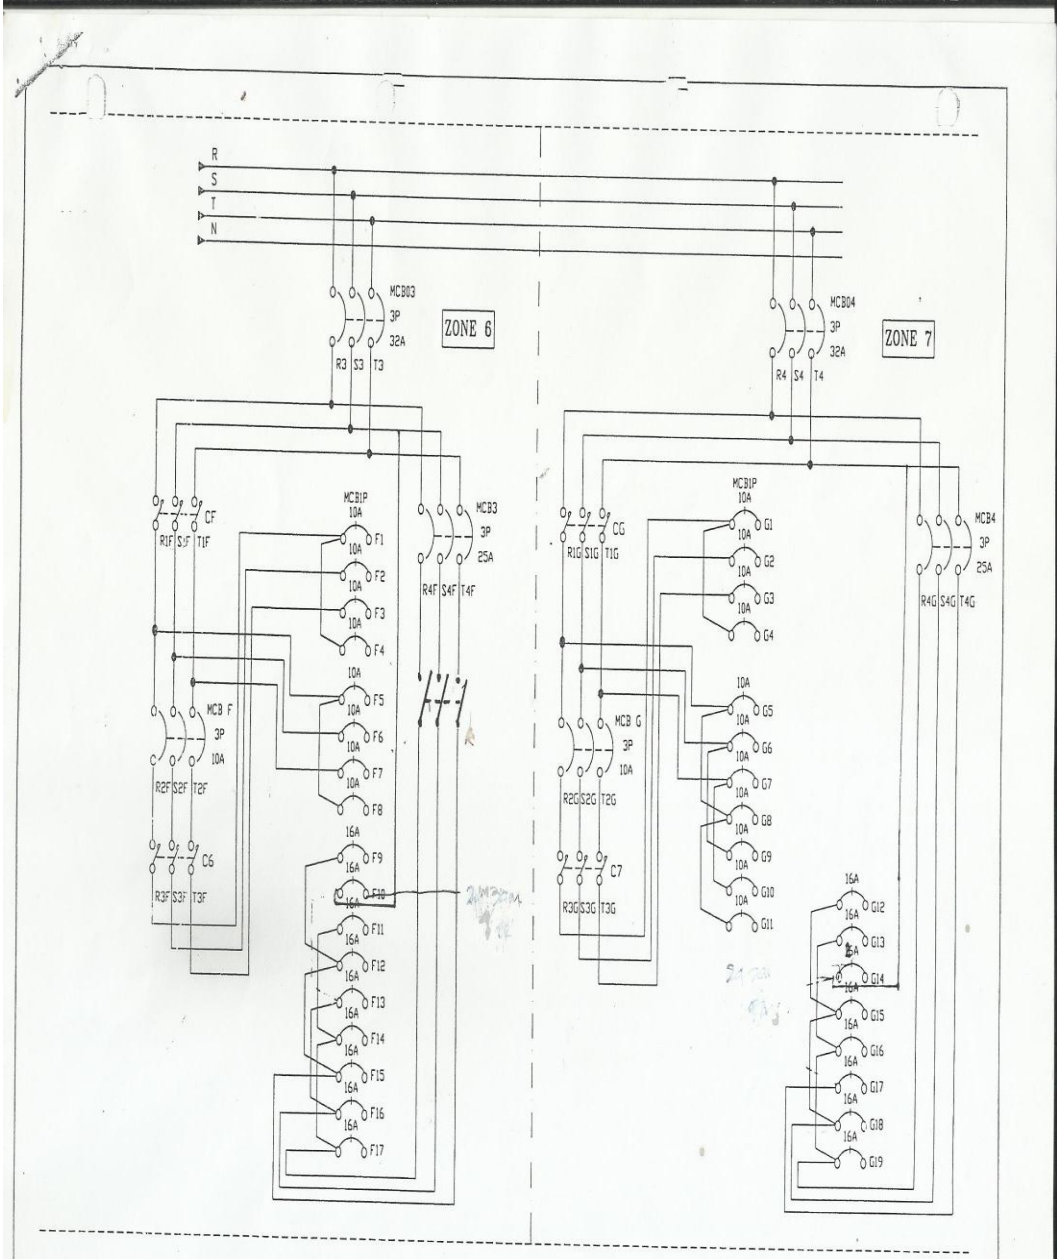 R
S
T
N
MCB03
3P
32A
ZONE 6
R3 S3 T3
MCB04
3P
32A
ZONE 7
R4 S4 T4
CF
R1F S1F T1F
MCB1P
10A
F1
10A
F2
10A
F3
10A
F4
10A
F5
10A
F6
10A
F7
10A
F8
16A
F9
16A
F10
16A
F11
16A
F12
16A
F13
16A
F14
16A
F15
16A
F16
16A
F17
MCB3
3P
25A
R4F S4F T4F
MCB F
3P
10A
R2F S2F T2F
C6
R3F S3F T3F
CG
R1G S1G T1G
MCB1P
10A
G1
10A
G2
10A
G3
10A
G4
10A
G5
10A
G6
10A
G7
10A
G8
10A
G9
10A
G10
10A
G11
MCB4
3P
25A
R4G S4G T4G
MCB G
3P
10A
R2G S2G T2G
C7
R3G S3G T3G
16A
G12
16A
G13
G14
16A
G15
16A
G16
16A
G17
16A
G18
16A
G19